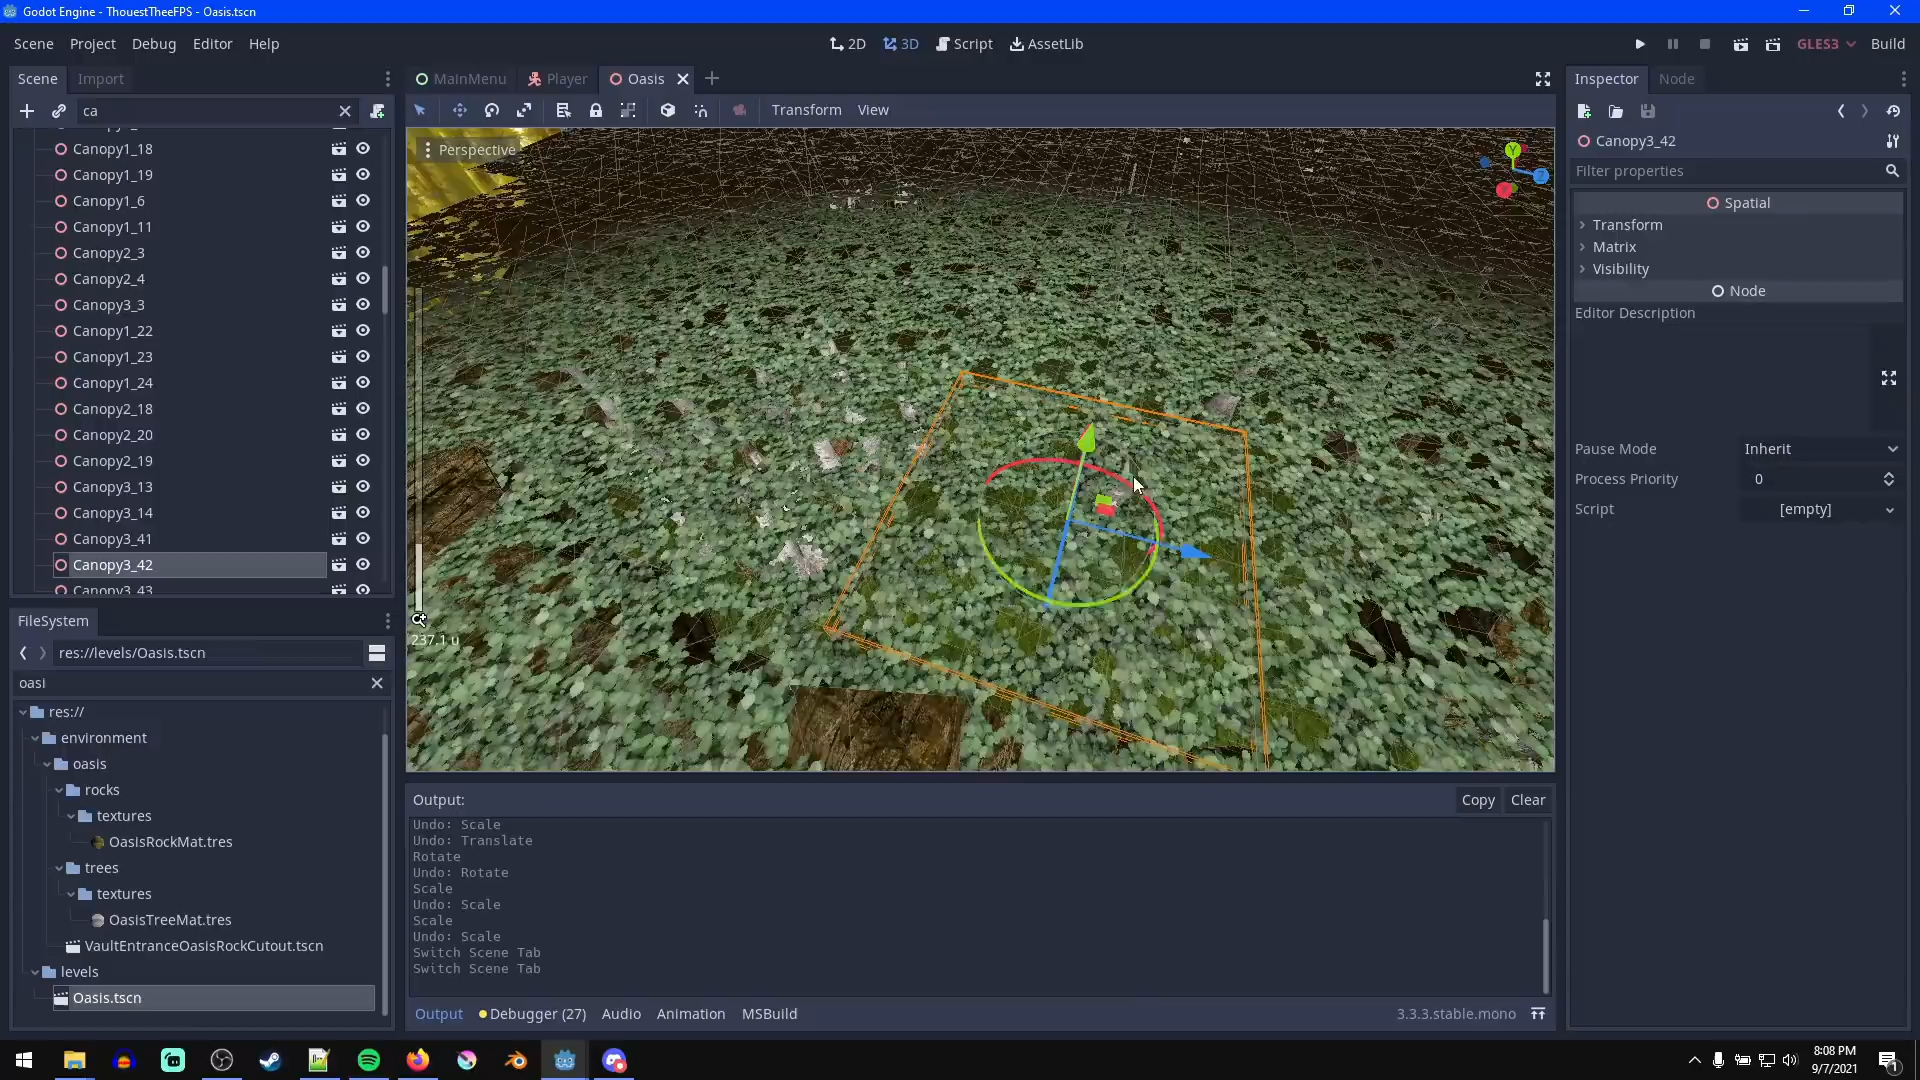 Godot Engine - ThouestTheeFPS - Oasis.tscn
Scene Project Debug Editor Help
2D 3D Script AssetLib
GLES3 Build
Scene Import
ca
Canopy1_18
Canopy1_19
Canopy1_6
Canopy1_11
Canopy2_3
Canopy2_4
Canopy3_3
Canopy1_22
Canopy1_23
Canopy1_24
Canopy2_18
Canopy2_20
Canopy2_19
Canopy3_13
Canopy3_14
Canopy3_41
Canopy3_42
Canopy3_43
FileSystem
res://levels/Oasis.tscn
oasi
res://
environment
oasis
rocks
textures
OasisRockMat.tres
trees
textures
OasisTreeMat.tres
VaultEntranceOasisRockCutout.tscn
levels
Oasis.tscn
MainMenu Player Oasis
Transform View
Perspective
Y
Z
237.1 u
Output: Copy Clear
Undo: Scale
Undo: Translate
Rotate
Undo: Rotate
Scale
Undo: Scale
Scale
Undo: Scale
Switch Scene Tab
Switch Scene Tab
Output Debugger (27) Audio Animation MSBuild 3.3.3.stable.mono
Inspector Node
Canopy3_42
Filter properties
Spatial
Transform
Matrix
Visibility
Node
Editor Description
Pause Mode Inherit
Process Priority 0
Script [empty]
8:08 PM
9/7/2021
1